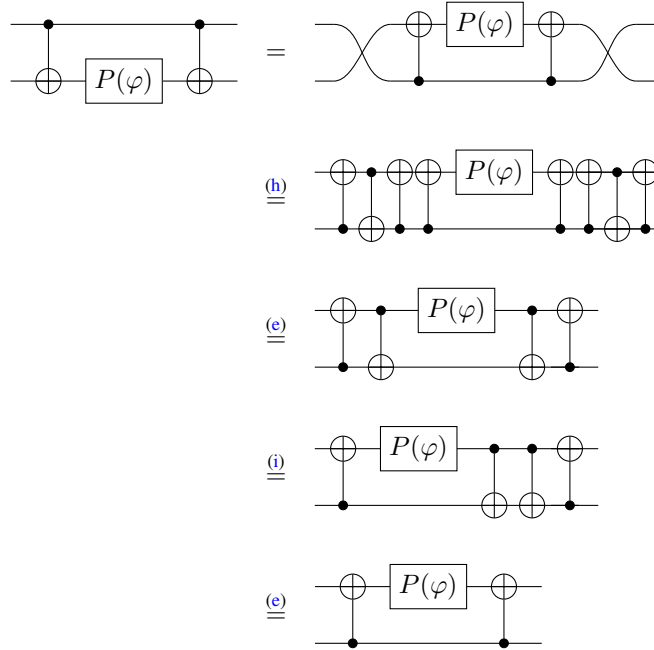 P(φ) = P(φ)
(h) = P(φ)
(e) = P(φ)
(i) = P(φ)
(e) = P(φ)